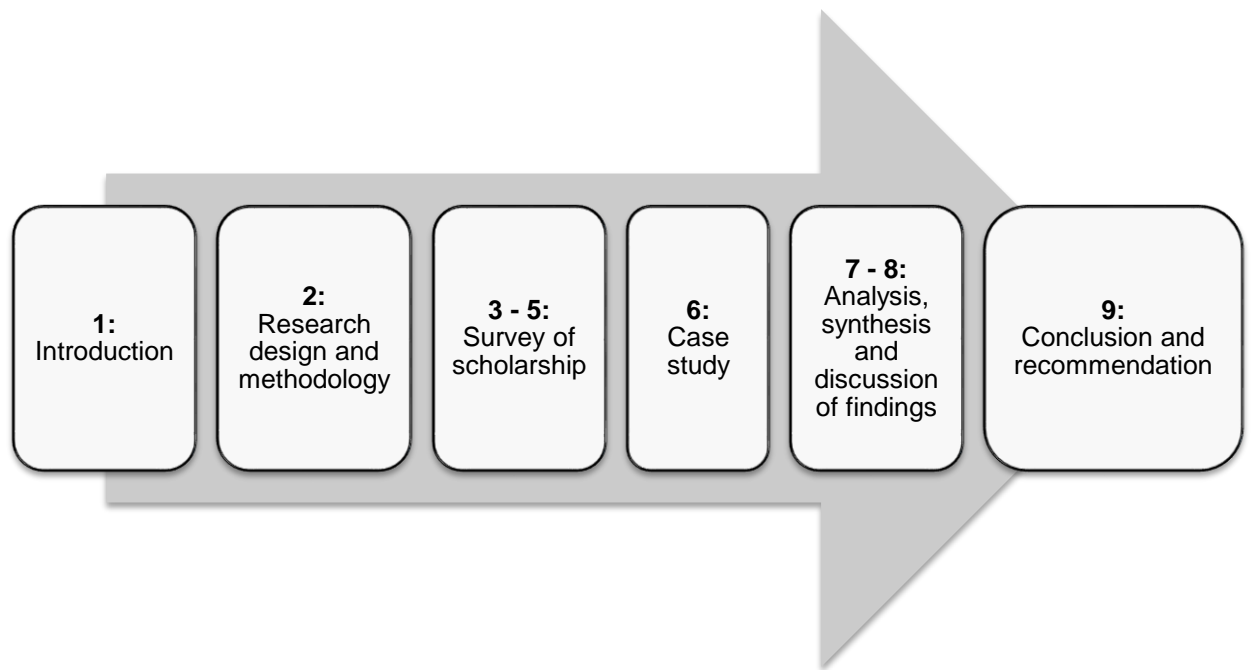 1:
Introduction
2:
Research
design and
methodology
3 - 5:
Survey of
scholarship
6:
Case
study
7 - 8:
Analysis,
synthesis
and
discussion
of findings
9:
Conclusion and
recommendation